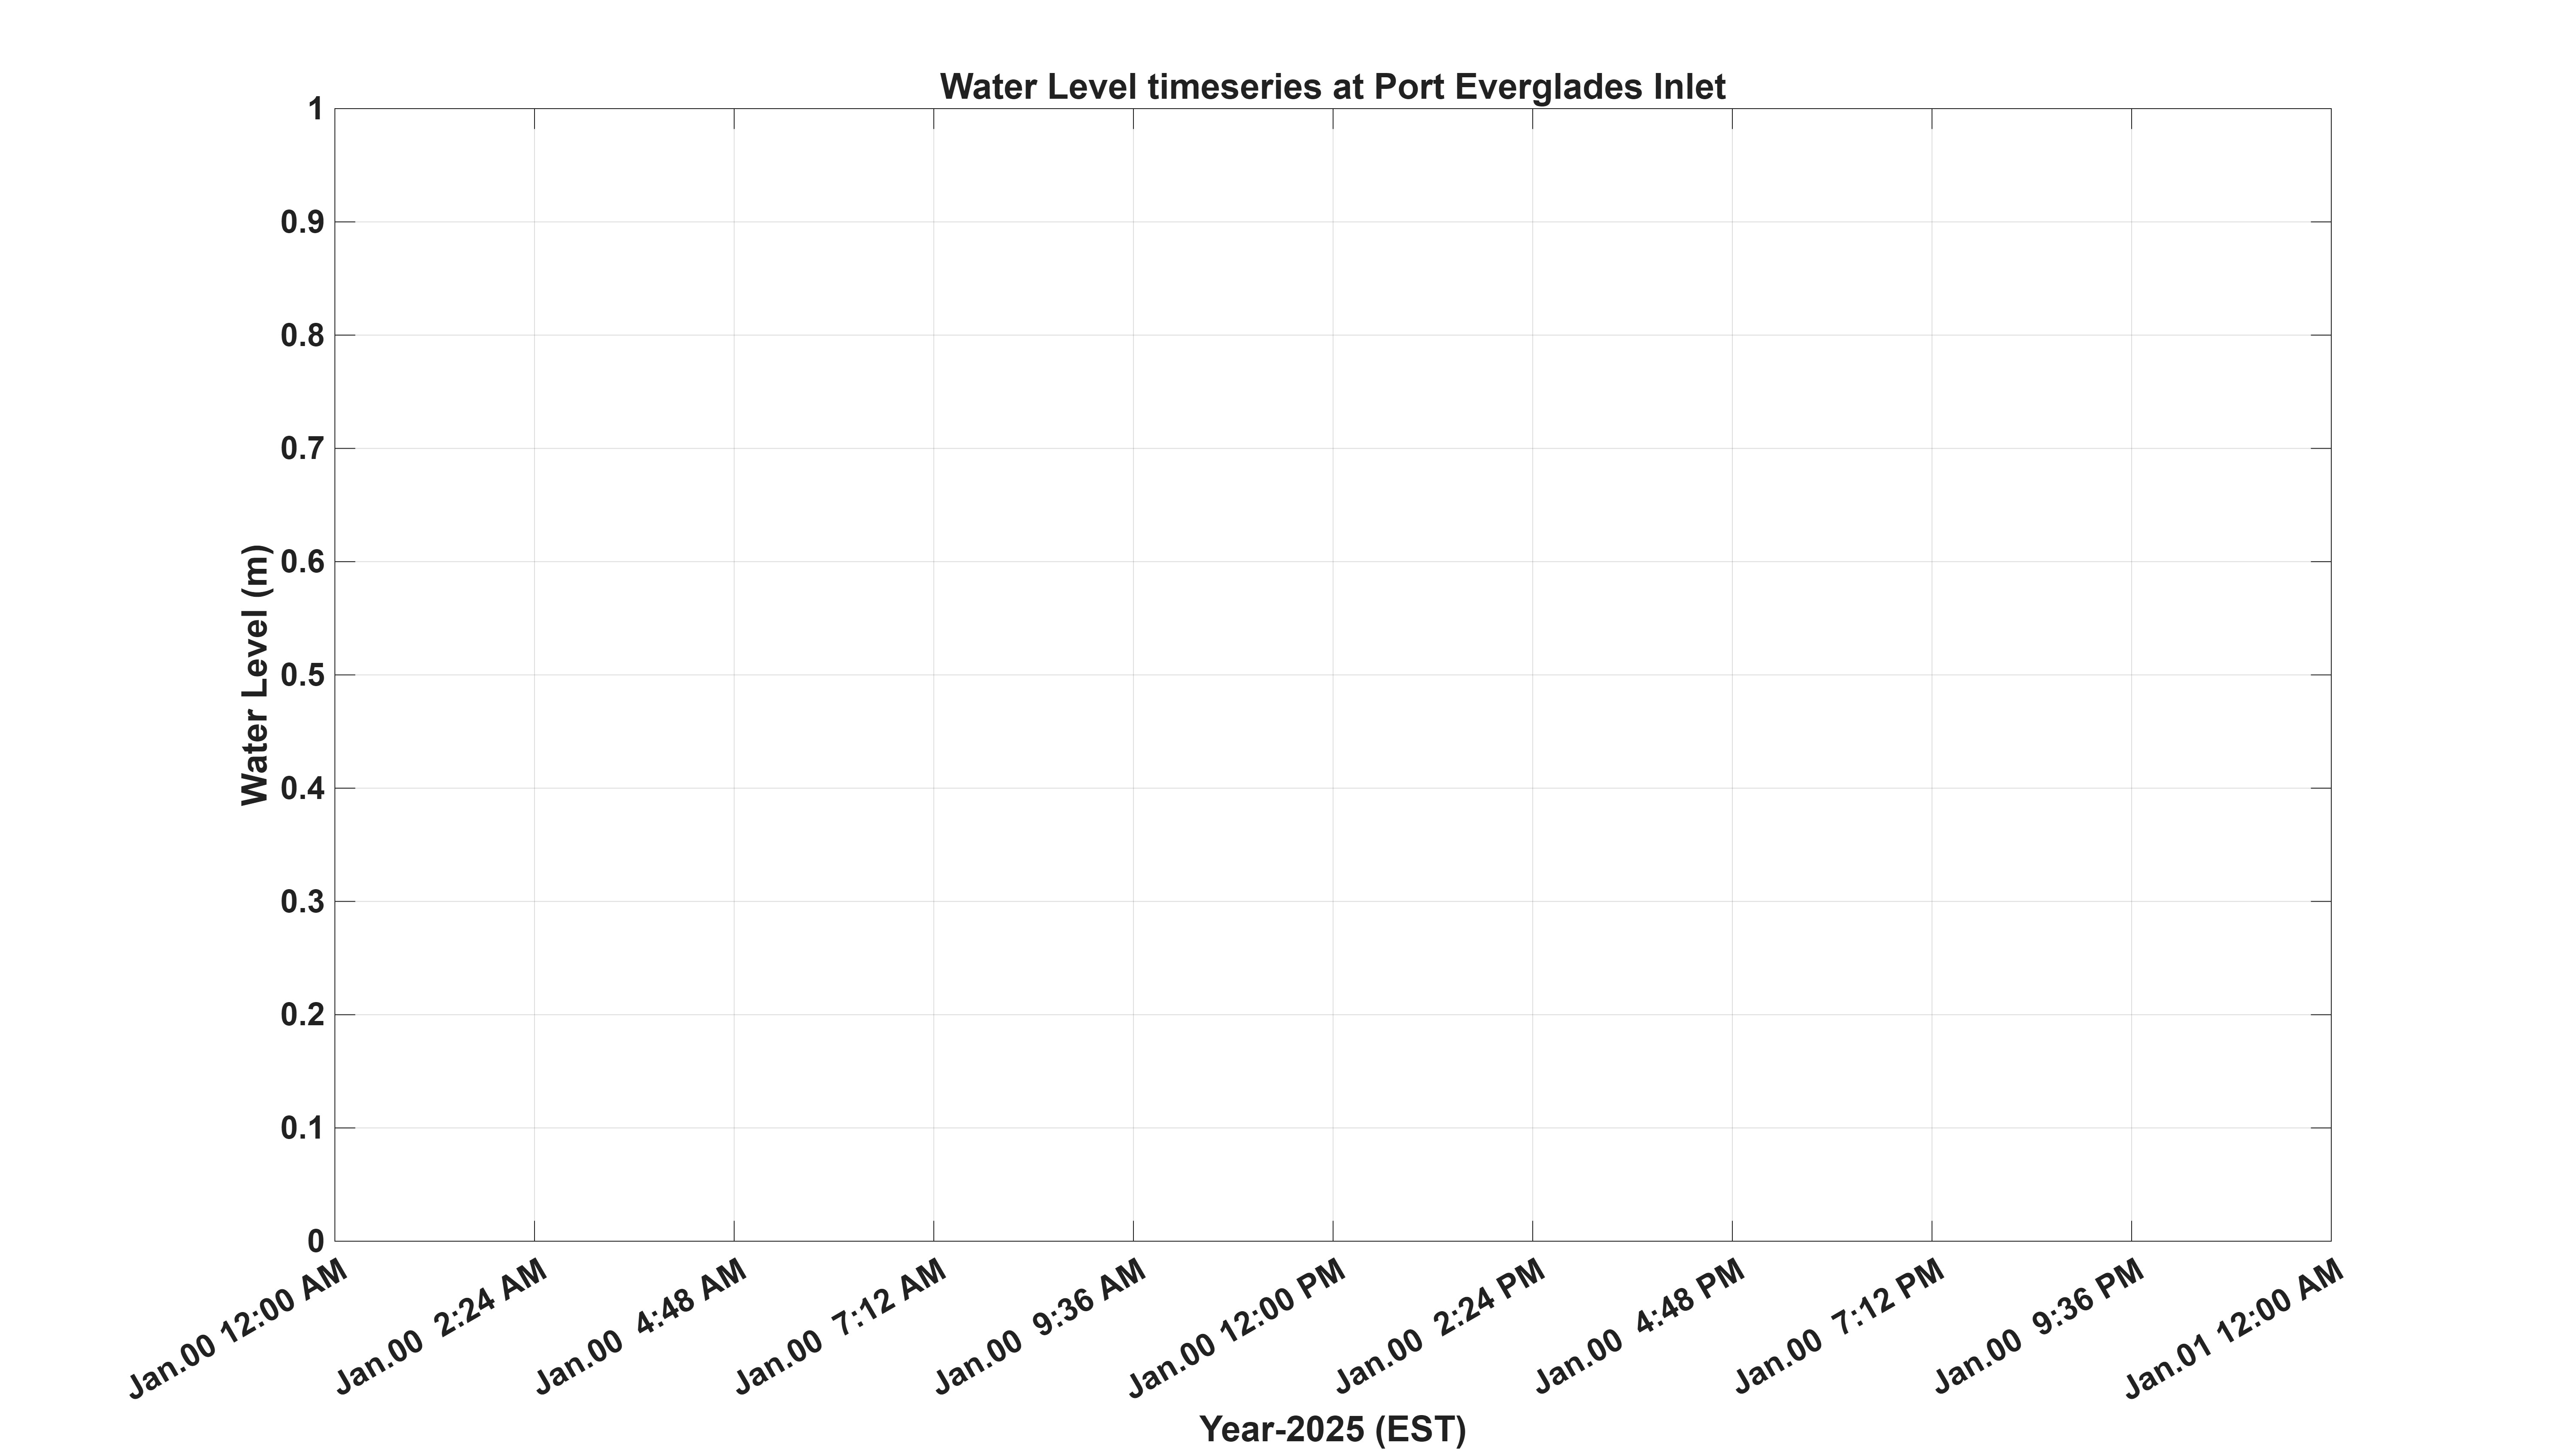 Water Level timeseries at Port Everglades Inlet
1
0.9
0.8
0.7
0.6
0.5
0.4
0.3
0.2
0.1
0
Water Level (m)
Jan.00 12:00 AM
Jan.00  2:24 AM
Jan.00  4:48 AM
Jan.00  7:12 AM
Jan.00  9:36 AM
Jan.00 12:00 PM
Jan.00  2:24 PM
Jan.00  4:48 PM
Jan.00  7:12 PM
Jan.00  9:36 PM
Jan.01 12:00 AM
Year-2025 (EST)